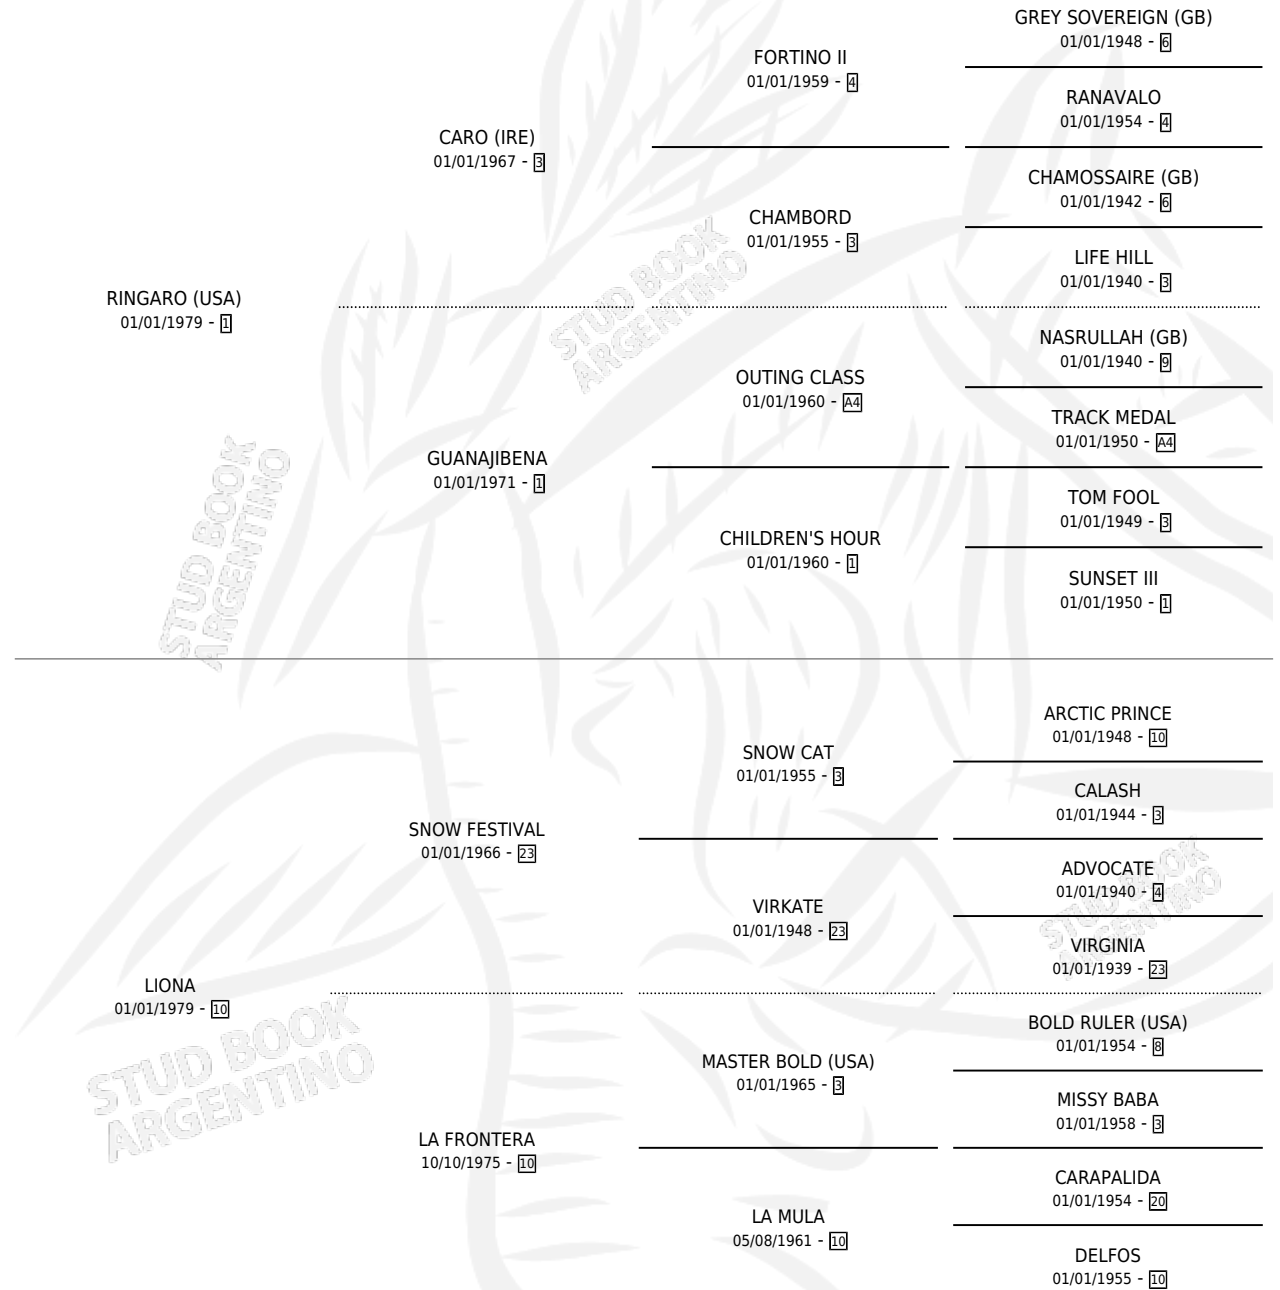 GREY SOVEREIGN (GB)
01/01/1948 - 6
FORTINO II
01/01/1959 - 4
RANAVALO
01/01/1954 - 4
CARO (IRE)
01/01/1967 - 3
CHAMOSSAIRE (GB)
01/01/1942 - 6
CHAMBORD
01/01/1955 - 3
LIFE HILL
01/01/1940 - 3
RINGARO (USA)
01/01/1979 - 1
NASRULLAH (GB)
01/01/1940 - 9
OUTING CLASS
01/01/1960 - A4
TRACK MEDAL
01/01/1950 - A4
GUANAJIBENA
01/01/1971 - 1
TOM FOOL
01/01/1949 - 3
CHILDREN'S HOUR
01/01/1960 - 1
SUNSET III
01/01/1950 - 1
ARCTIC PRINCE
01/01/1948 - 10
SNOW CAT
01/01/1955 - 3
CALASH
01/01/1944 - 3
SNOW FESTIVAL
01/01/1966 - 23
ADVOCATE
01/01/1940 - 4
VIRKATE
01/01/1948 - 23
VIRGINIA
01/01/1939 - 23
LIONA
01/01/1979 - 10
BOLD RULER (USA)
01/01/1954 - 8
MASTER BOLD (USA)
01/01/1965 - 3
MISSY BABA
01/01/1958 - 3
LA FRONTERA
10/10/1975 - 10
CARAPALIDA
01/01/1954 - 20
LA MULA
05/08/1961 - 10
DELFOS
01/01/1955 - 10
STUD BOOK
ARGENTINO
STUD BOOK
ARGENTINO
STUD BOOK
ARGENTINO
STUD BOOK
ARGENTINO